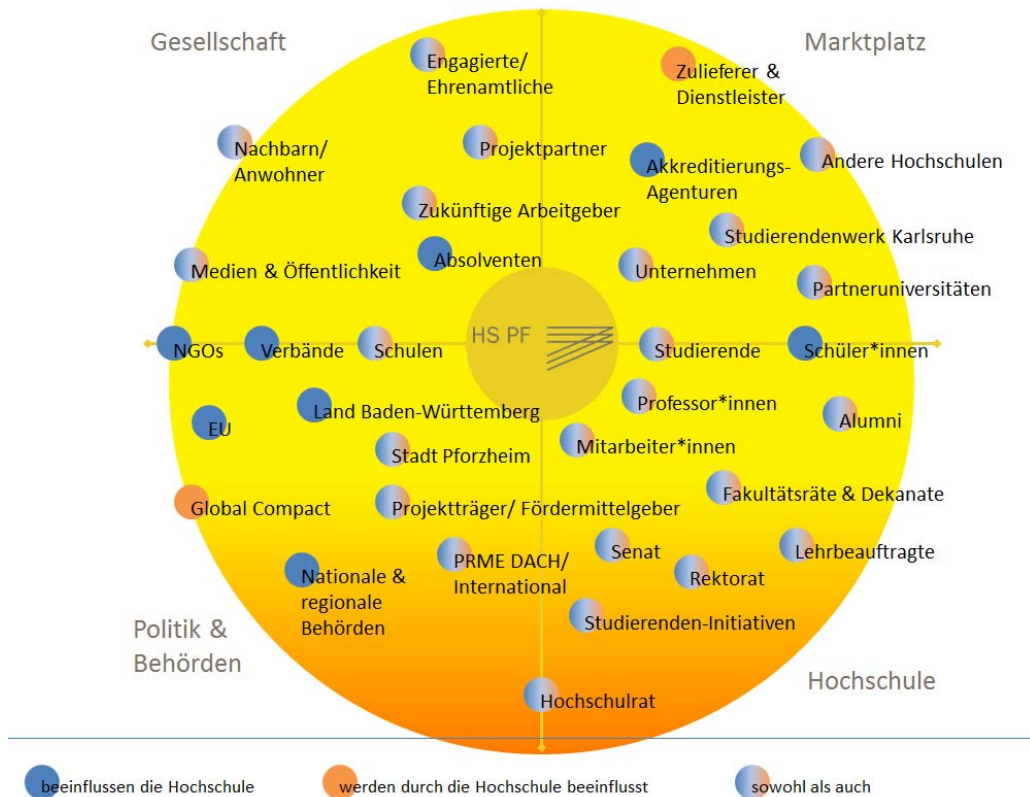 Gesellschaft
Marktplatz
Engagierte/
Ehrenamtliche
Zulieferer &
Dienstleister
Nachbarn/
Anwohner
Projektpartner
Akkreditierungs-
Agenturen
Andere Hochschulen
Zukünftige Arbeitgeber
Studierendenwerk Karlsruhe
Absolventen
Medien & Öffentlichkeit
Unternehmen
Partneruniversitäten
HS PF
NGOs
Verbände
Schulen
Studierende
Schüler*innen
Land Baden-Württemberg
Professor*innen
EU
Alumni
Stadt Pforzheim
Mitarbeiter*innen
Global Compact
Projektträger/ Fördermittelgeber
Fakultätsräte & Dekanate
PRME DACH/
International
Senat
Lehrbeauftragte
Nationale &
regionale
Behörden
Rektorat
Studierenden-Initiativen
Politik &
Behörden
Hochschule
Hochschulrat
beeinflussen die Hochschule
werden durch die Hochschule beeinflusst
sowohl als auch